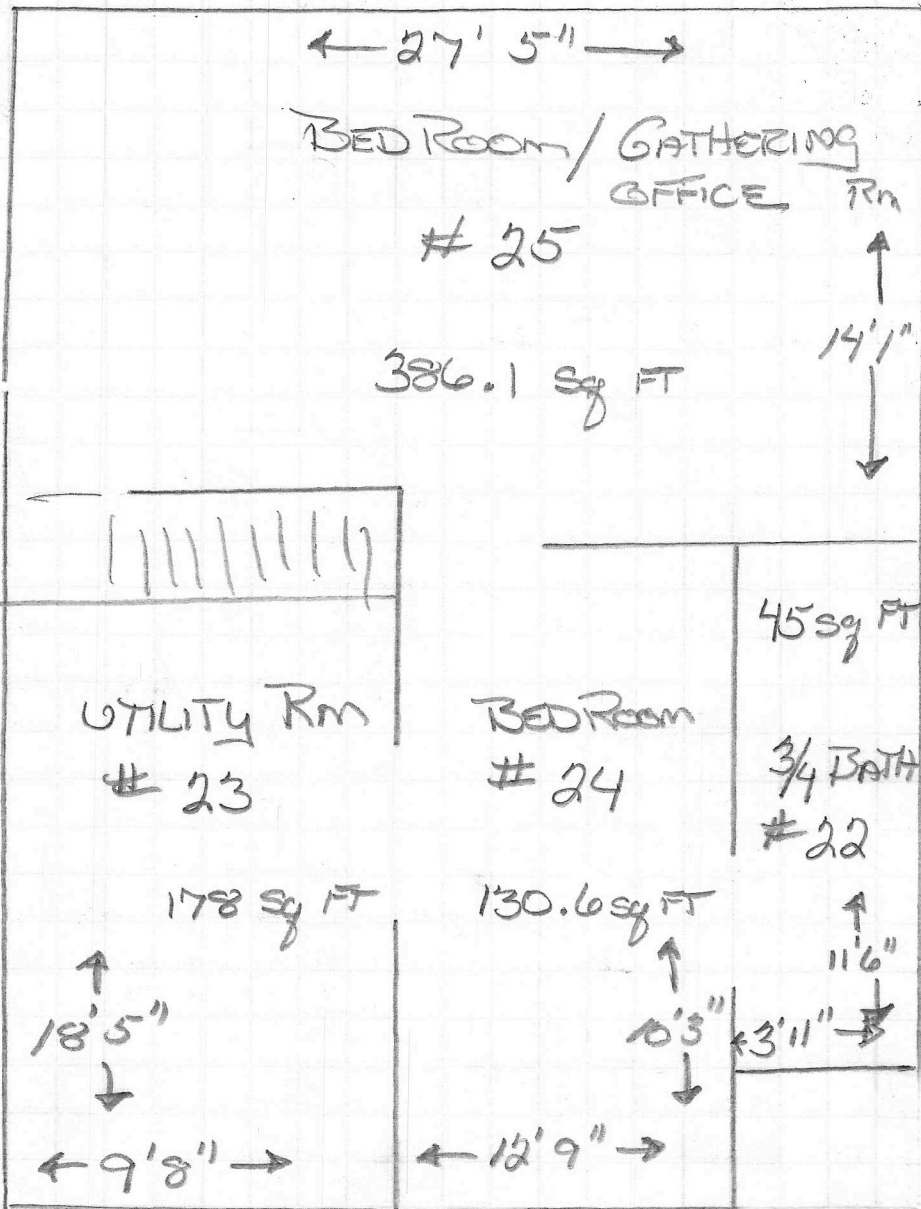 27' 5"
BEDROOM / GATHERING
OFFICE Rm
# 25
14'1"
386.1 Sq FT
45 Sq FT
UTILITY Rm
# 23
BEDROOM
# 24
3/4 BATH
# 22
178 Sq FT
130.6 Sq FT
11'6"
18'5"
10'3"
3'11"
9'8"
12'9"